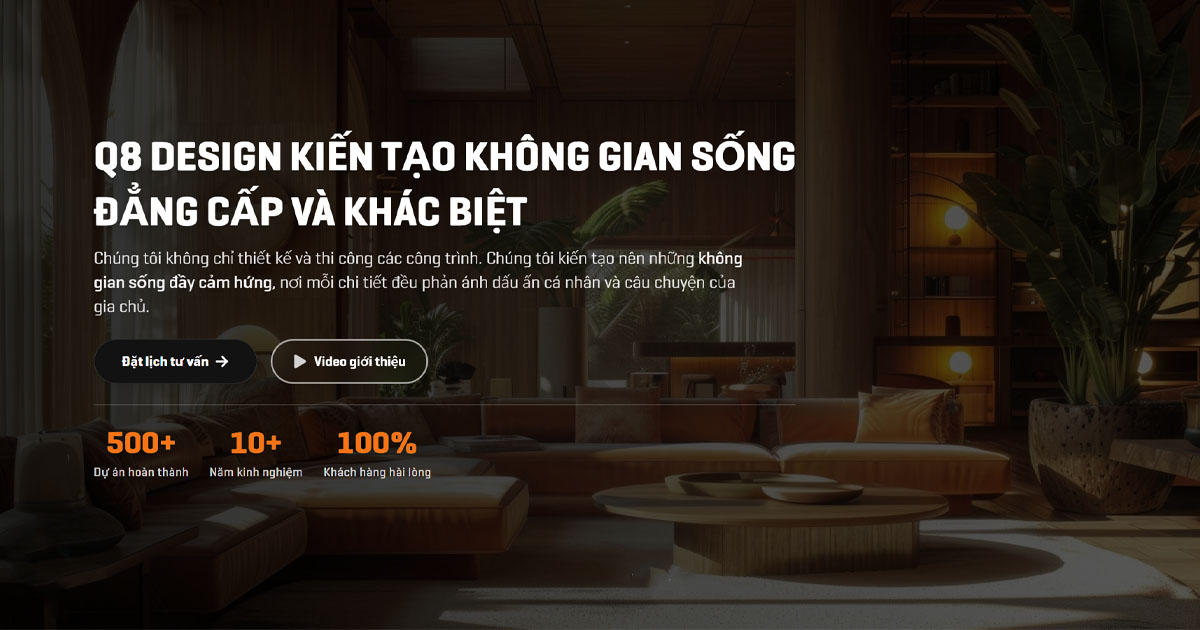 Q8 DESIGN KIẾN TẠO KHÔNG GIAN SỐNG
ĐẲNG CẤP VÀ KHÁC BIỆT
Chúng tôi không chỉ thiết kế và thi công các công trình. Chúng tôi kiến tạo nên những không
gian sống đầy cảm hứng, nơi mỗi chi tiết đều phản ánh dấu ấn cá nhân và câu chuyện của
gia chủ.
Đặt lịch tư vấn → ▶ Video giới thiệu
500+ 10+ 100%
Dự án hoàn thành Năm kinh nghiệm Khách hàng hài lòng